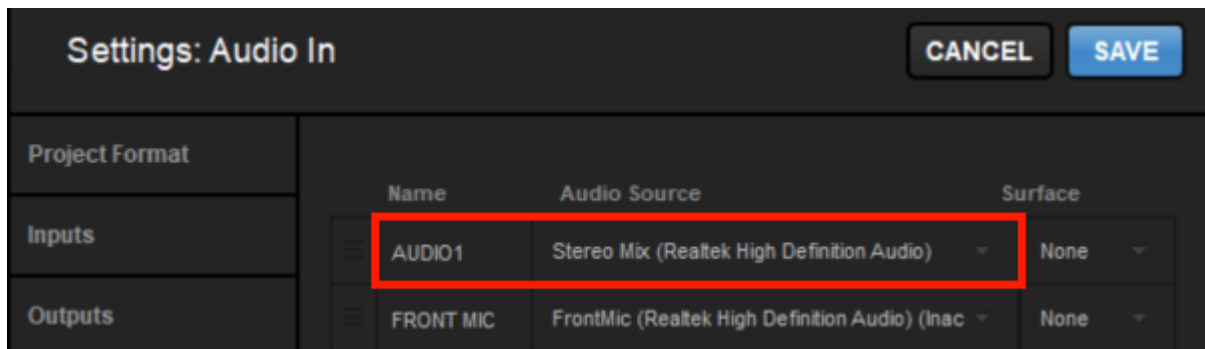 Settings: Audio In
CANCEL
SAVE
Project Format
Inputs
Outputs
Name Audio Source Surface
AUDIO1 Stereo Mix (Realtek High Definition Audio) None
FRONT MIC FrontMic (Realtek High Definition Audio) (Inac None